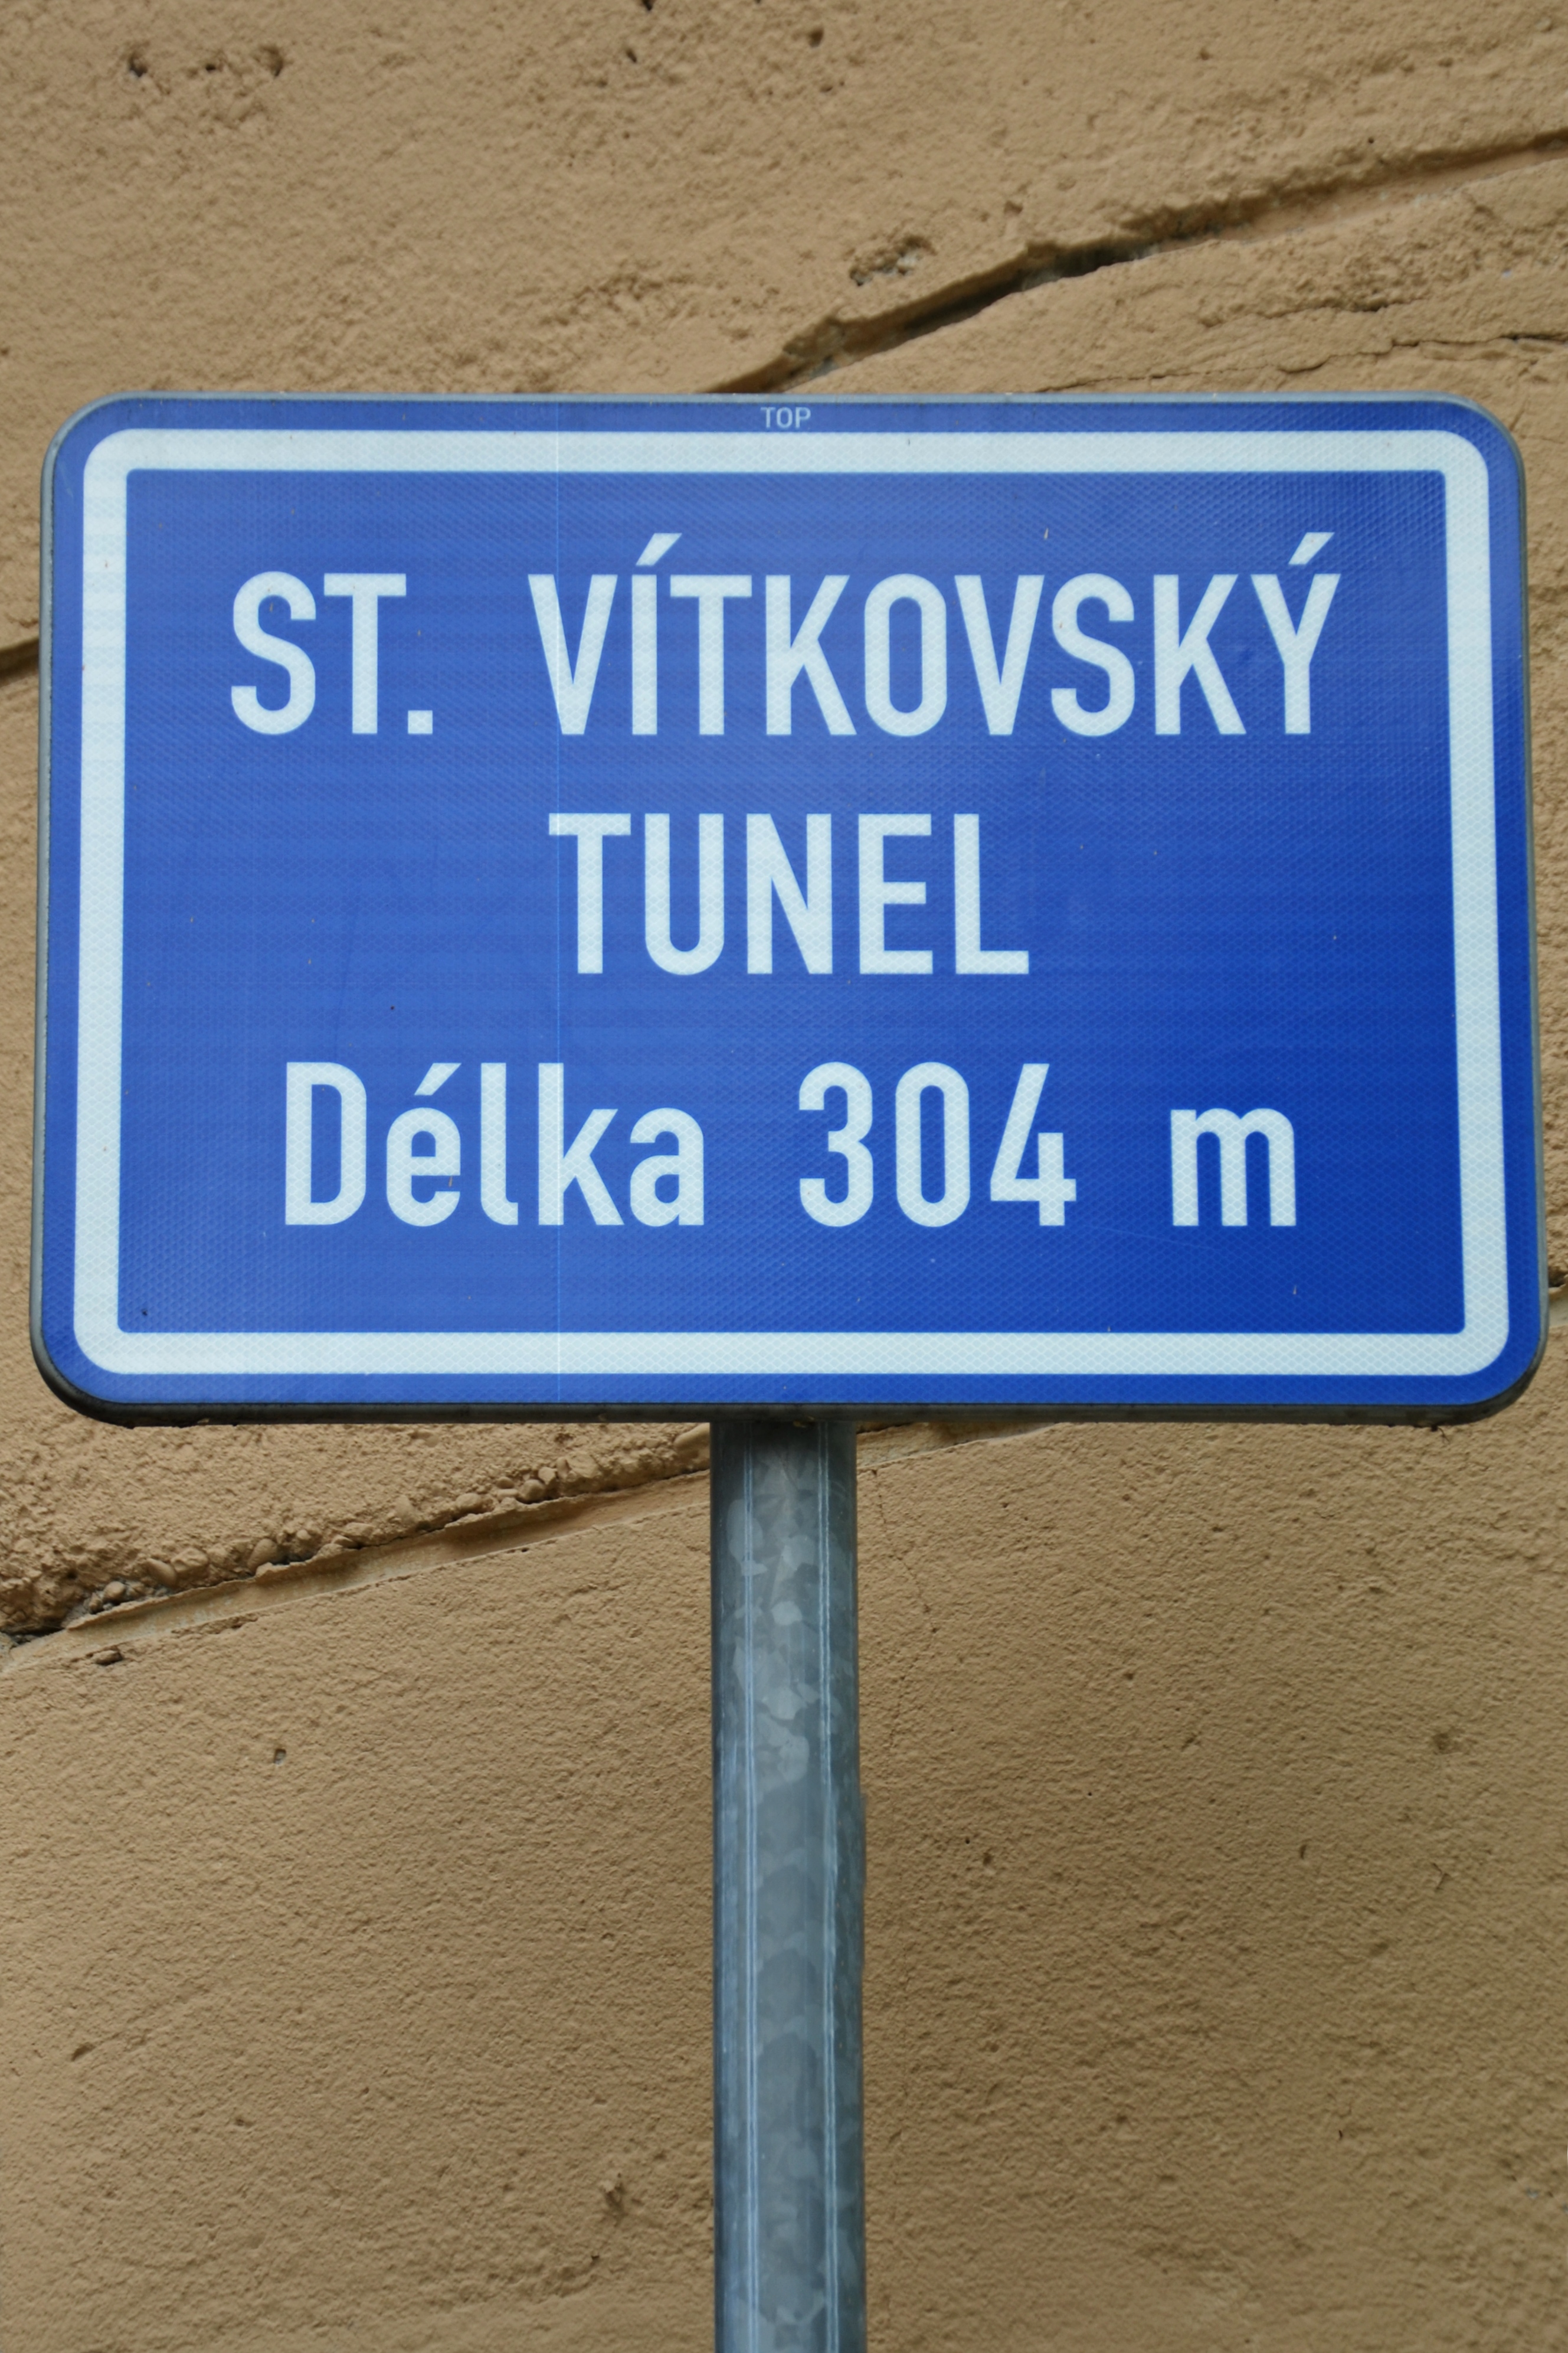 TOP
ST. VÍTKOVSKÝ
TUNEL
Délka 304 m